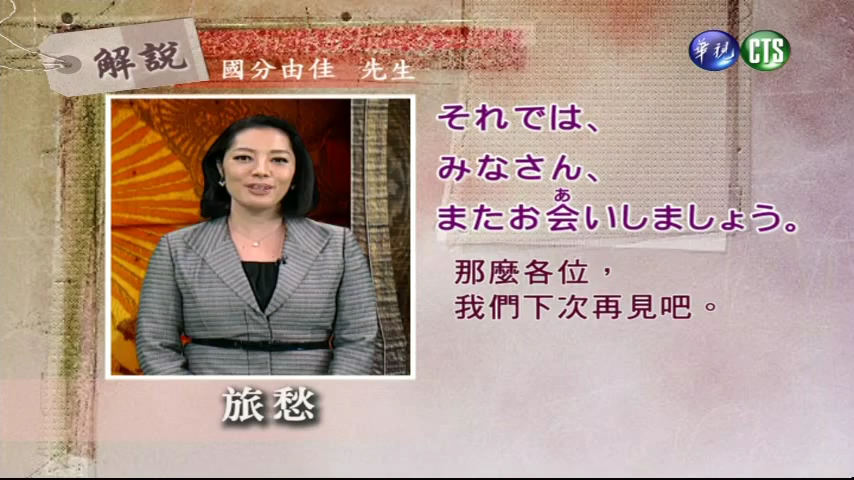 解說
國分由佳 先生
華視 CTS
それでは、
みなさん、
またお会いしましょう。
あ
那麼各位，
我們下次再見吧。
旅愁